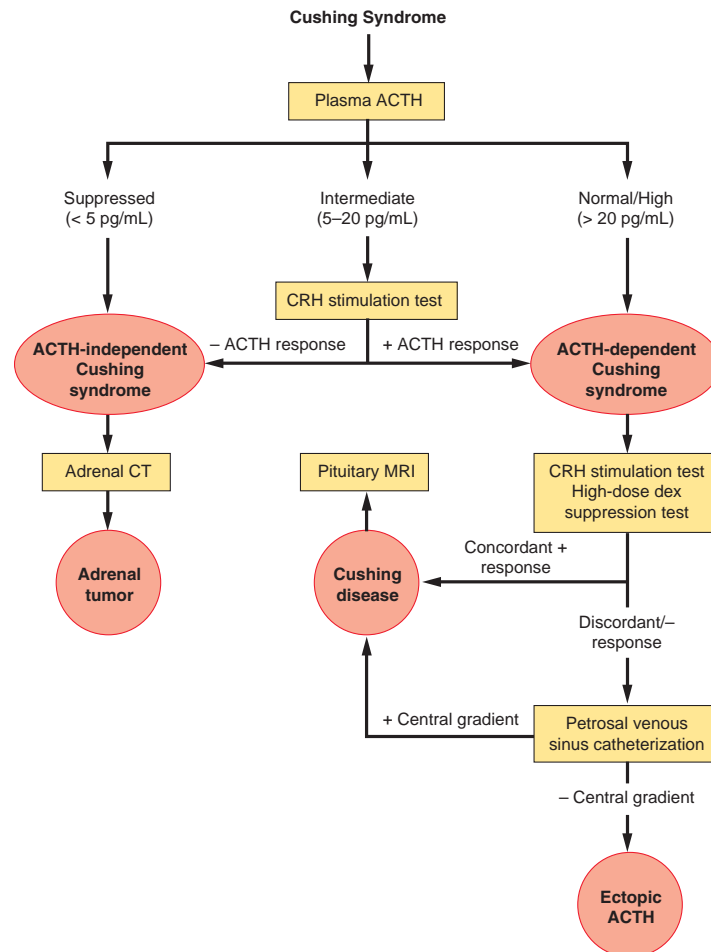 Cushing Syndrome
Plasma ACTH
Suppressed
(< 5 pg/mL)
Intermediate
(5–20 pg/mL)
Normal/High
(> 20 pg/mL)
CRH stimulation test
– ACTH response
+ ACTH response
ACTH-independent
Cushing
syndrome
ACTH-dependent
Cushing
syndrome
Adrenal CT
Pituitary MRI
CRH stimulation test
High-dose dex
suppression test
Adrenal
tumor
Cushing
disease
Concordant +
response
Discordant/–
response
+ Central gradient
Petrosal venous
sinus catheterization
– Central gradient
Ectopic
ACTH